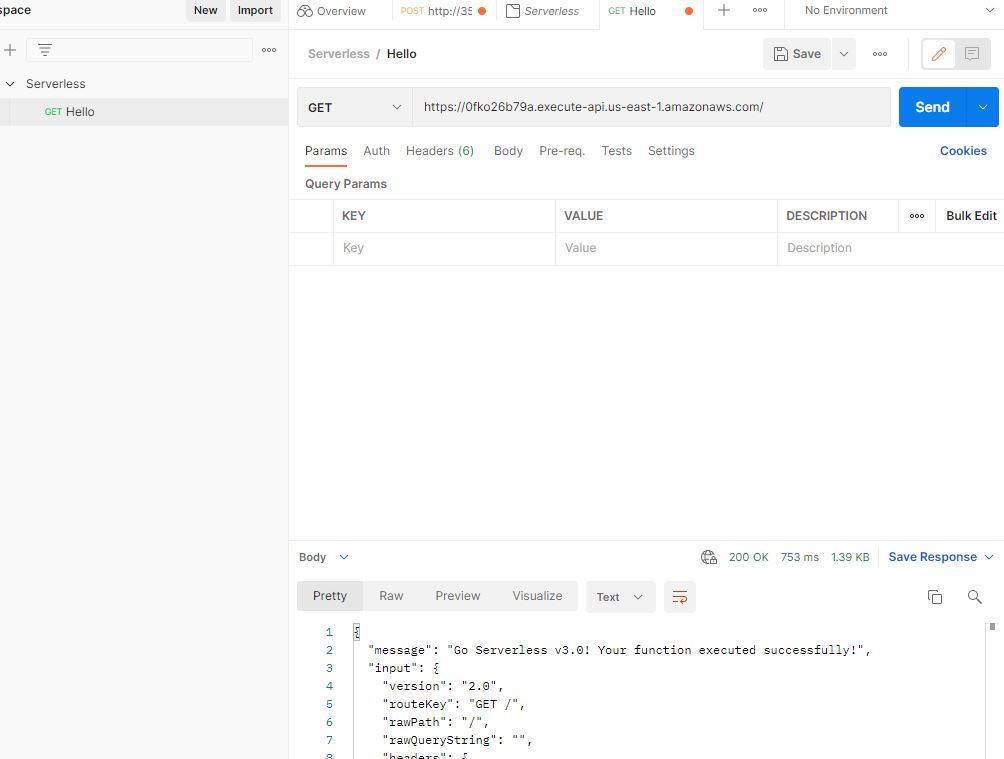 space New Import
Overview POST http://35 Serverless GET Hello No Environment
Serverless / Hello Save
Serverless
GET Hello
GET https://0fko26b79a.execute-api.us-east-1.amazonaws.com/ Send
Params Auth Headers (6) Body Pre-req. Tests Settings Cookies
Query Params
KEY VALUE DESCRIPTION Bulk Edit
Key Value Description
Body 200 OK 753 ms 1.39 KB Save Response
Pretty Raw Preview Visualize Text
1 {
2 "message": "Go Serverless v3.0! Your function executed successfully!",
3 "input": {
4 "version": "2.0",
5 "routeKey": "GET /",
6 "rawPath": "/",
7 "rawQueryString": "",
8 "headers": {